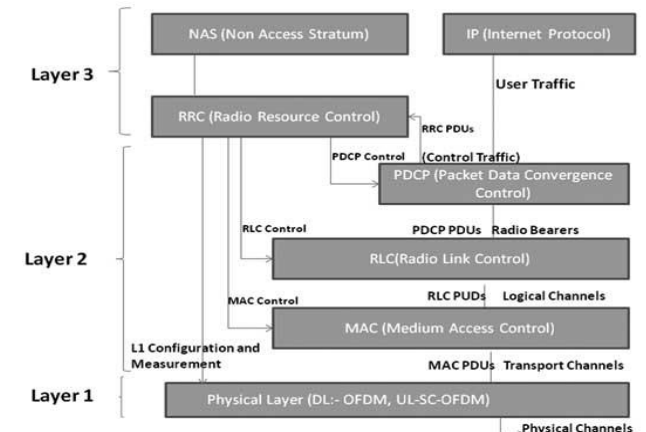 NAS (Non Access Stratum)
IP (Internet Protocol)
Layer 3
User Traffic
RRC (Radio Resource Control)
RRC PDUs
PDCP Control
(Control Traffic)
PDCP (Packet Data Convergence
Control)
RLC Control
PDCP PDUs
Radio Bearers
Layer 2
RLC(Radio Link Control)
RLC PUDs
Logical Channels
MAC Control
MAC (Medium Access Control)
L1 Configuration and
Measurement
MAC PDUs
Transport Channels
Layer 1
Physical Layer (DL:- OFDM, UL-SC-OFDM)
Physical Channels